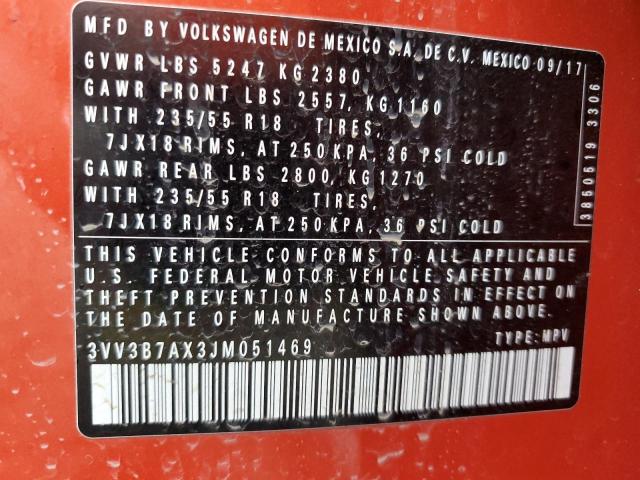 MFD BY VOLKSWAGEN DE MEXICO S.A. DE C.V. MEXICO 09/17
GVWR LBS 5247 KG 2380
GAWR FRONT LBS 2557, KG 1160
WITH 235/55 R18 TIRES,
7JX18 RIMS, AT 250 KPA, 36 PSI COLD
GAWR REAR LBS 2800, KG 1270
WITH 235/55 R18 TIRES,
7JX18 RIMS, AT 250 KPA, 36 PSI COLD
3850519 3306
THIS VEHICLE CONFORMS TO ALL APPLICABLE
U.S. FEDERAL MOTOR VEHICLE SAFETY AND
THEFT PREVENTION STANDARDS IN EFFECT ON
THE DATE OF MANUFACTURE SHOWN ABOVE.
3VV3B7AX3JM051469 TYPE: MPV